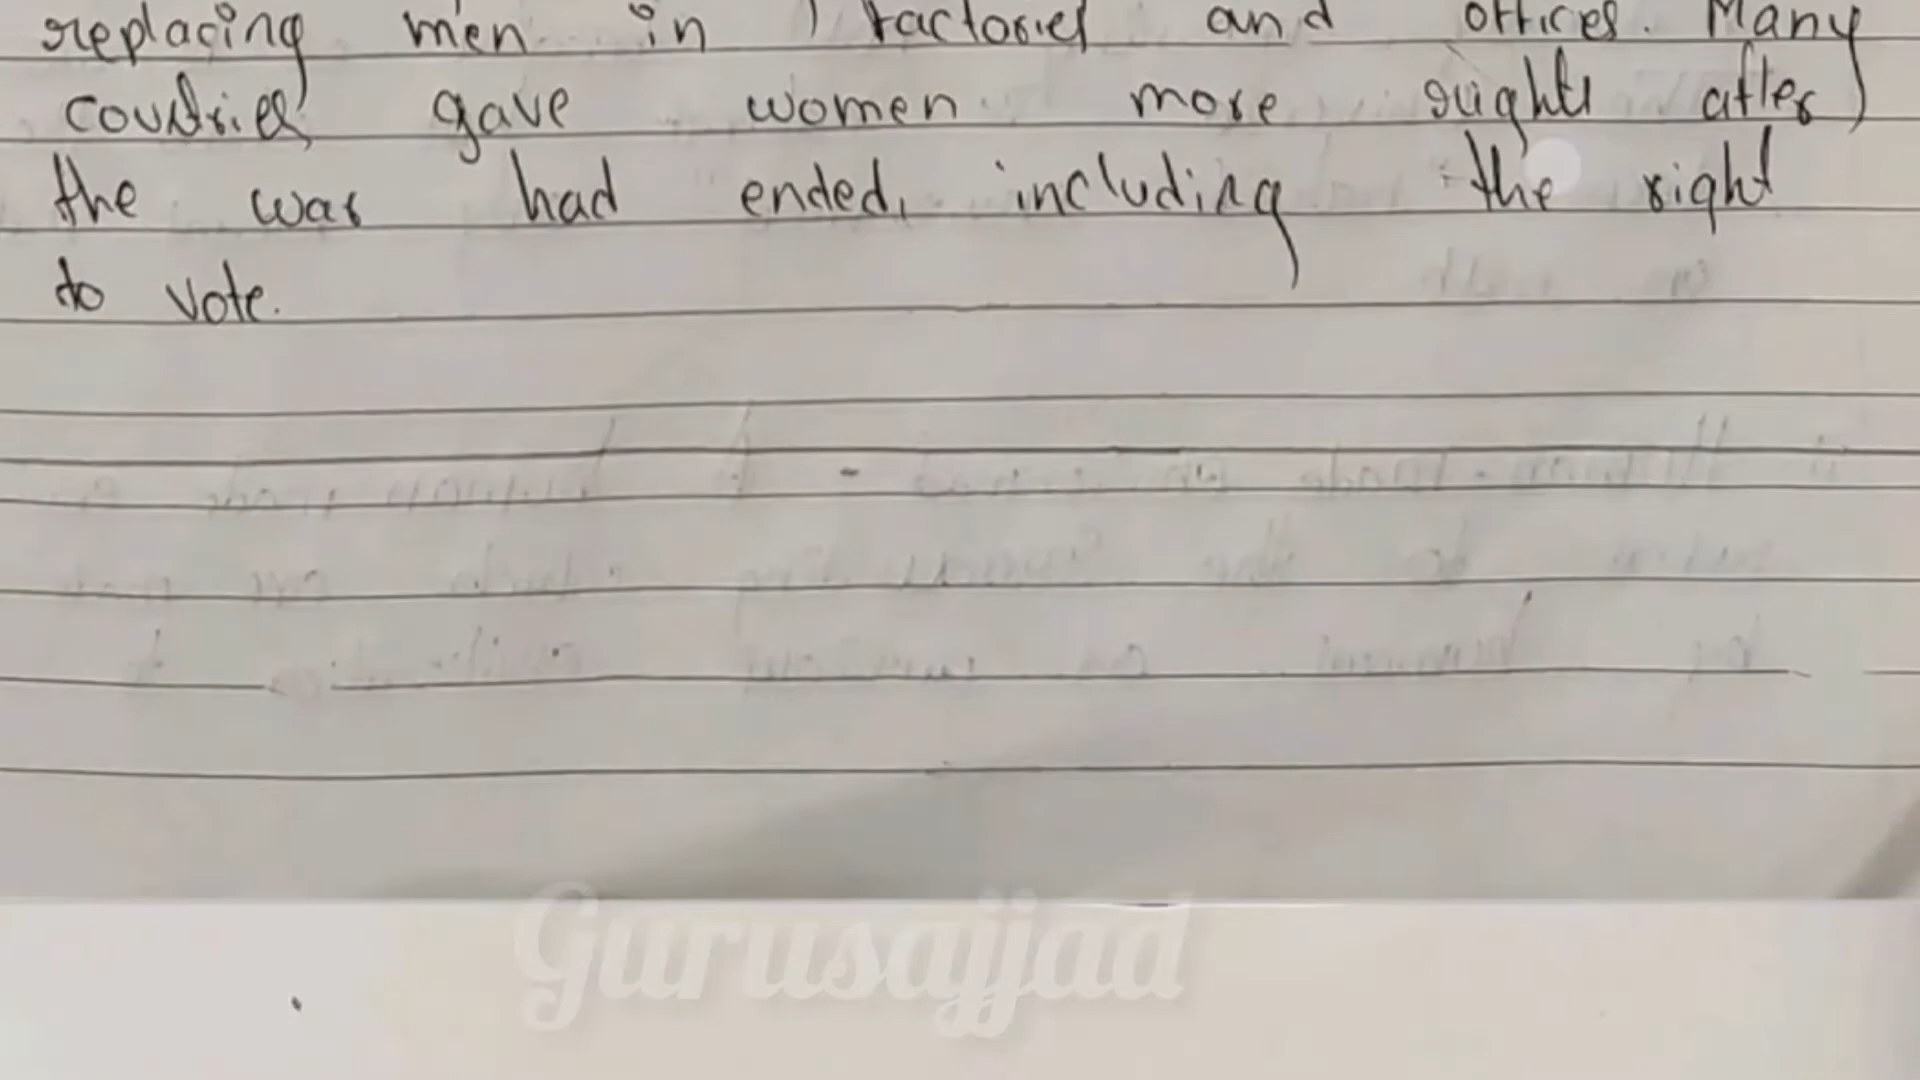 replacing men in factories and offices. Many
countries gave women more rights after
the war had ended, including the right
to vote.
Gurusajjad